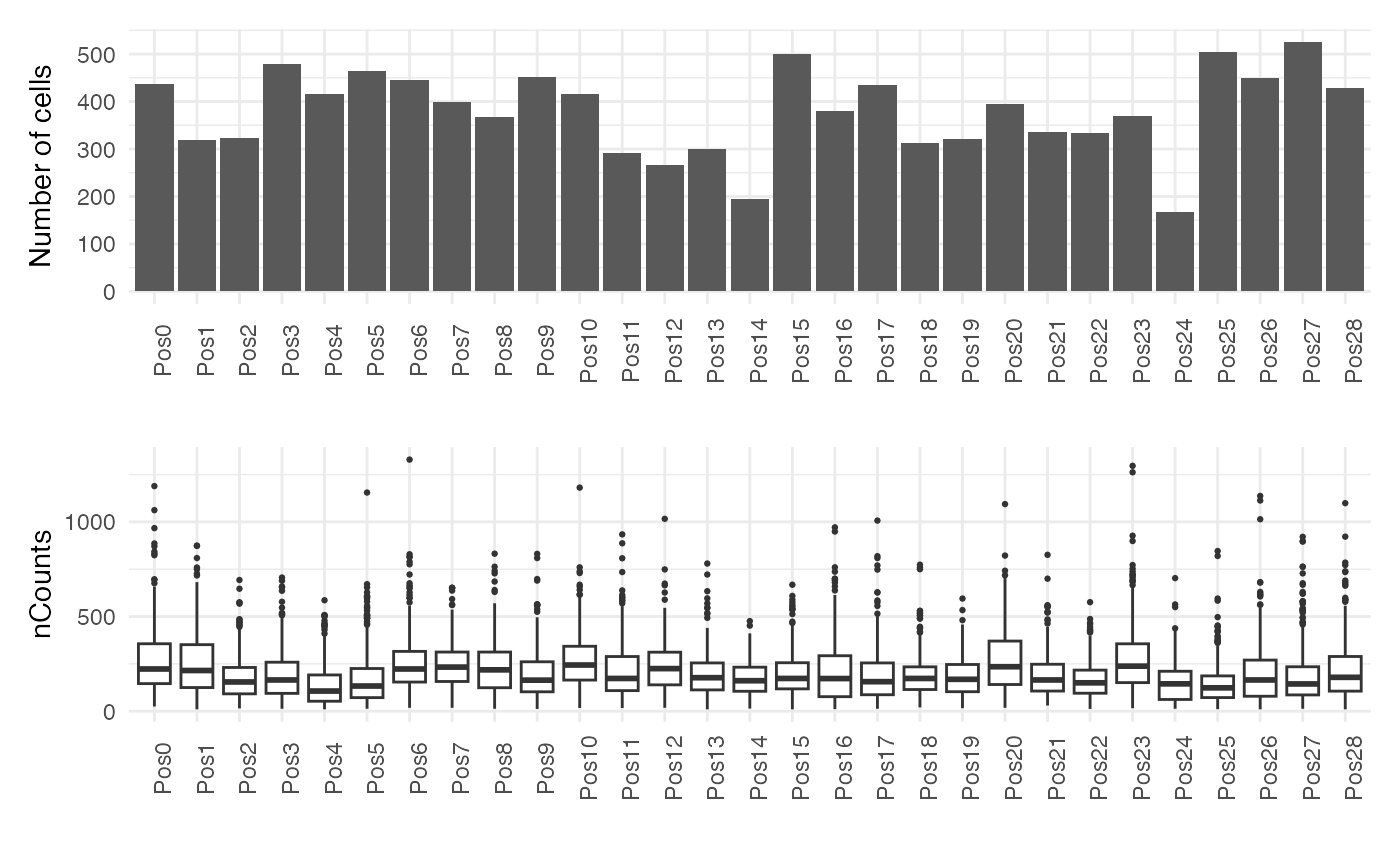 Number of cells
500
400
300
200
100
0
Pos0 Pos1 Pos2 Pos3 Pos4 Pos5 Pos6 Pos7 Pos8 Pos9 Pos10 Pos11 Pos12 Pos13 Pos14 Pos15 Pos16 Pos17 Pos18 Pos19 Pos20 Pos21 Pos22 Pos23 Pos24 Pos25 Pos26 Pos27 Pos28
nCounts
1000
500
0
Pos0 Pos1 Pos2 Pos3 Pos4 Pos5 Pos6 Pos7 Pos8 Pos9 Pos10 Pos11 Pos12 Pos13 Pos14 Pos15 Pos16 Pos17 Pos18 Pos19 Pos20 Pos21 Pos22 Pos23 Pos24 Pos25 Pos26 Pos27 Pos28